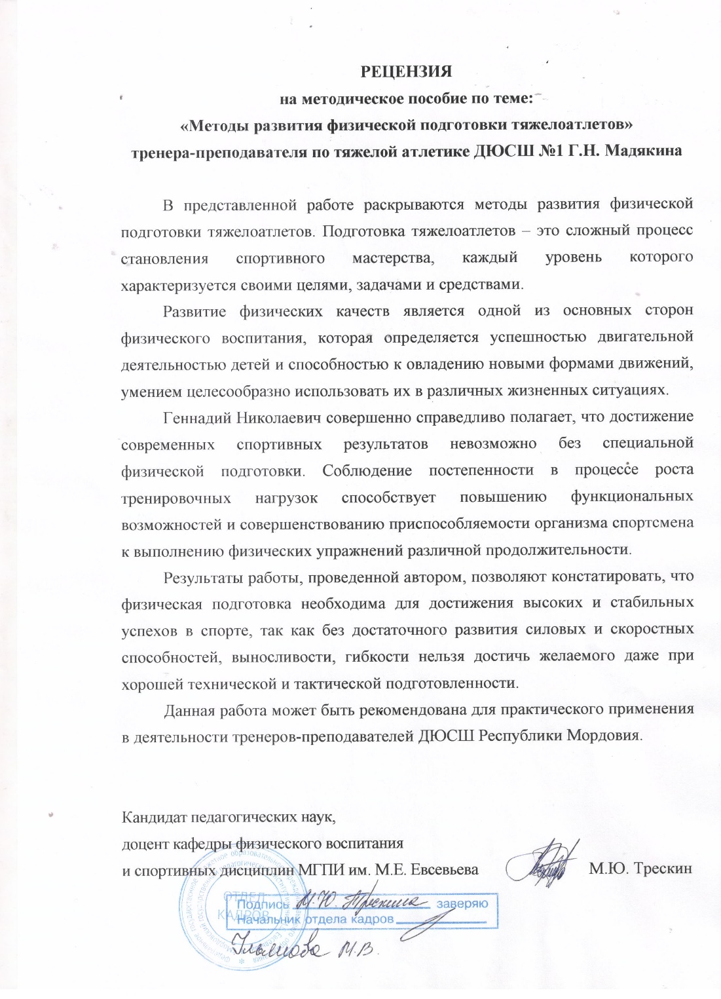 РЕЦЕНЗИЯ
на методическое пособие по теме:
«Методы развития физической подготовки тяжелоатлетов»
тренера-преподавателя по тяжелой атлетике ДЮСШ №1 Г.Н. Мадякина
В представленной работе раскрываются методы развития физической
подготовки тяжелоатлетов. Подготовка тяжелоатлетов – это сложный процесс
становления спортивного мастерства, каждый уровень которого
характеризуется своими целями, задачами и средствами.
Развитие физических качеств является одной из основных сторон
физического воспитания, которая определяется успешностью двигательной
деятельностью детей и способностью к овладению новыми формами движений,
умением целесообразно использовать их в различных жизненных ситуациях.
Геннадий Николаевич совершенно справедливо полагает, что достижение
современных спортивных результатов невозможно без специальной
физической подготовки. Соблюдение постепенности в процессе роста
тренировочных нагрузок способствует повышению функциональных
возможностей и совершенствованию приспособляемости организма спортсмена
к выполнению физических упражнений различной продолжительности.
Результаты работы, проведенной автором, позволяют констатировать, что
физическая подготовка необходима для достижения высоких и стабильных
успехов в спорте, так как без достаточного развития силовых и скоростных
способностей, выносливости, гибкости нельзя достичь желаемого даже при
хорошей технической и тактической подготовленности.
Данная работа может быть рекомендована для практического применения
в деятельности тренеров-преподавателей ДЮСШ Республики Мордовия.
Кандидат педагогических наук,
доцент кафедры физического воспитания
и спортивных дисциплин МГПИ им. М.Е. Евсевьева М.Ю. Трескин
ОТДЕЛ
КАДРОВ
Подпись М.Ю. Трескина заверяю
Начальник отдела кадров
М.В.